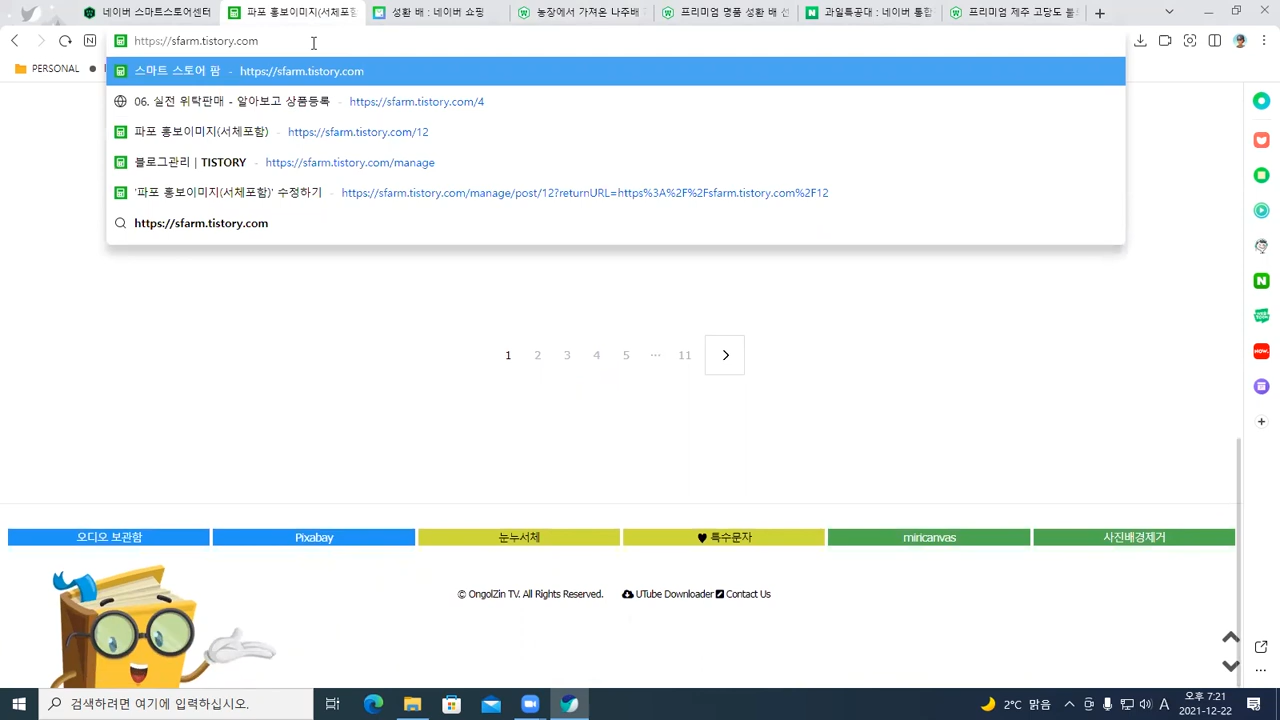 네이버 스마트스토어센터
파포 홍보이미지(서체포함
성환 배 : 네이버 쇼핑
농장에서 가져온 나주배
프리미엄 명품 성환 배
과일특공대 : 네이버 통합
프리미엄 제주 고당도 불
https://sfarm.tistory.com
PERSONAL
스마트 스토어 팜 - https://sfarm.tistory.com
06. 실전 위탁판매 - 알아보고 상품등록 - https://sfarm.tistory.com/4
파포 홍보이미지(서체포함) - https://sfarm.tistory.com/12
블로그관리 | TISTORY - https://sfarm.tistory.com/manage
'파포 홍보이미지(서체포함)' 수정하기 - https://sfarm.tistory.com/manage/post/12?returnURL=https%3A%2F%2Fsfarm.tistory.com%2F12
https://sfarm.tistory.com
1 2 3 4 5 ... 11
오디오 보관함 Pixabay 눈누서체 ♥ 특수문자 miricanvas 사진배경제거
© OngolZin TV. All Rights Reserved. UTube Downloader Contact Us
검색하려면 여기에 입력하십시오.
2°C 맑음
A
오후 7:21
2021-12-22